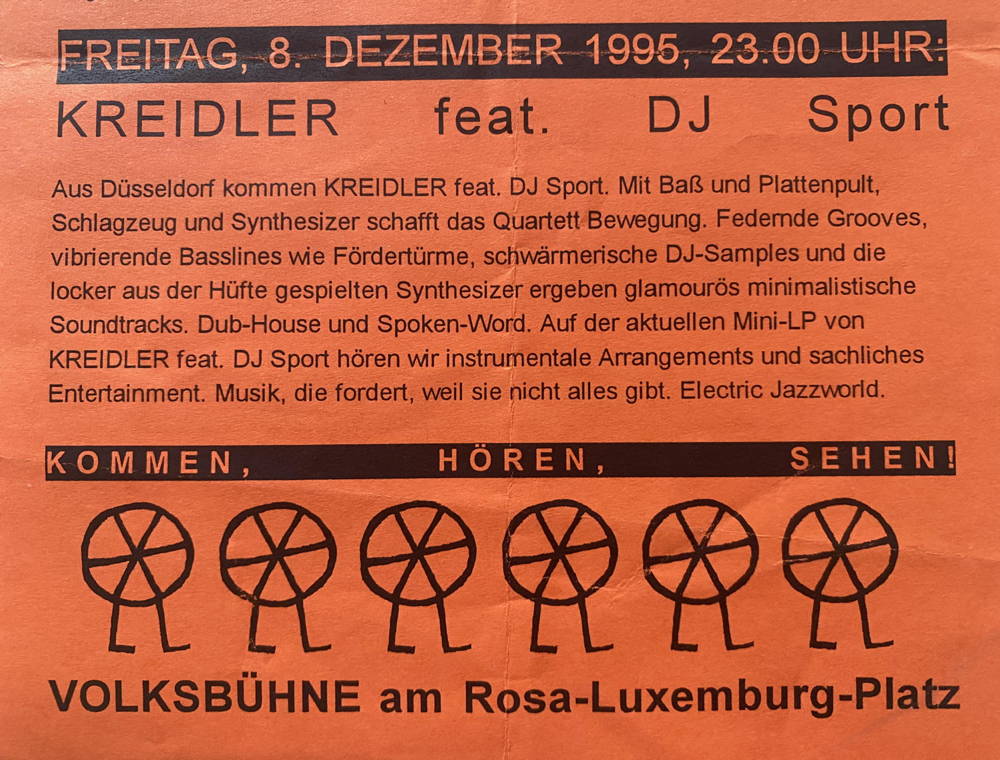 FREITAG, 8. DEZEMBER 1995, 23.00 UHR:
KREIDLER feat. DJ Sport
Aus Düsseldorf kommen KREIDLER feat. DJ Sport. Mit Baß und Plattenpult,
Schlagzeug und Synthesizer schafft das Quartett Bewegung. Federnde Grooves,
vibrierende Basslines wie Fördertürme, schwärmerische DJ-Samples und die
locker aus der Hüfte gespielten Synthesizer ergeben glamourös minimalistische
Soundtracks. Dub-House und Spoken-Word. Auf der aktuellen Mini-LP von
KREIDLER feat. DJ Sport hören wir instrumentale Arrangements und sachliches
Entertainment. Musik, die fordert, weil sie nicht alles gibt. Electric Jazzworld.
KOMMEN, HÖREN, SEHEN!
VOLKSBÜHNE am Rosa-Luxemburg-Platz